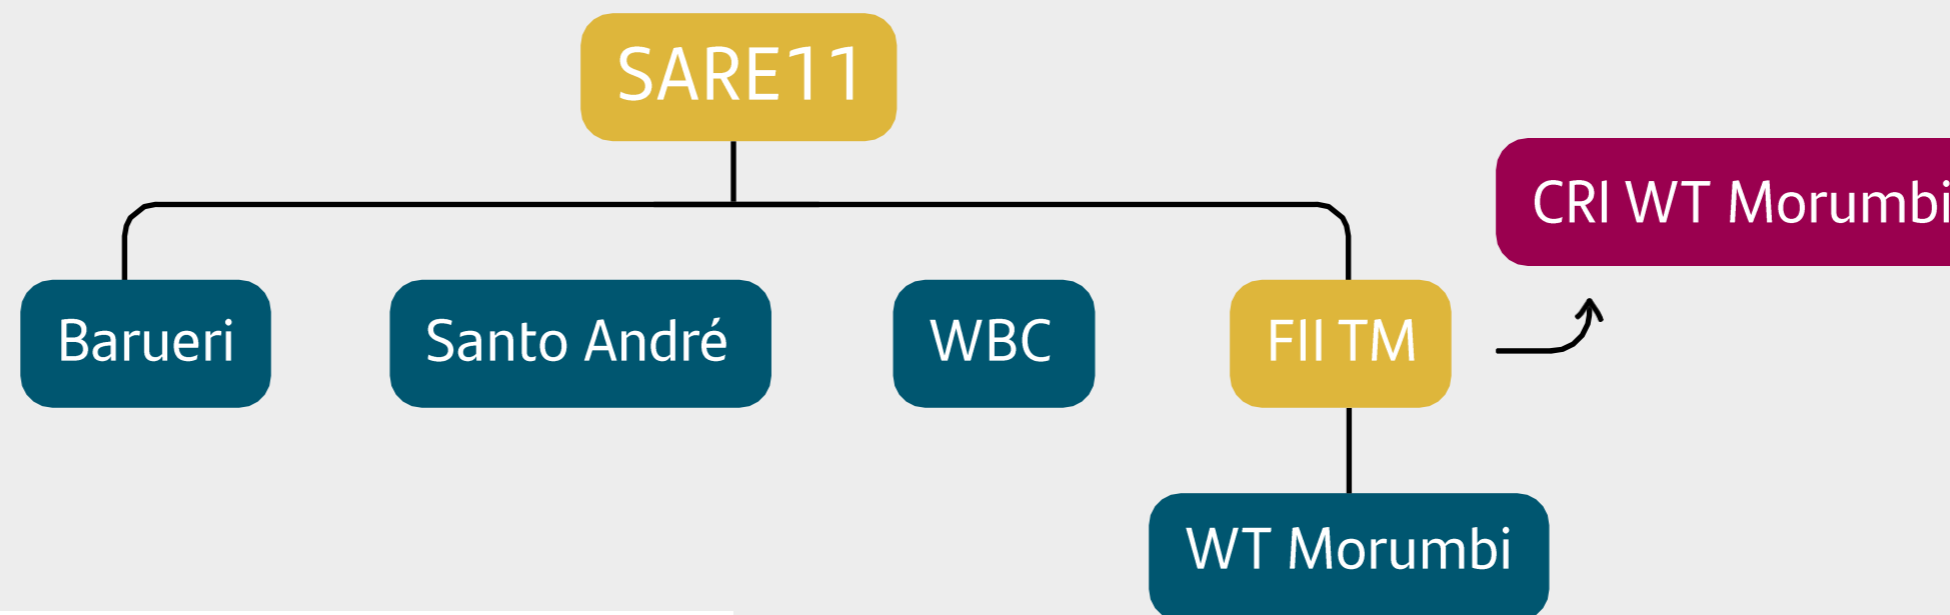 SARE11
CRI WT Morumbi
Barueri
Santo André
WBC
FII TM
WT Morumbi